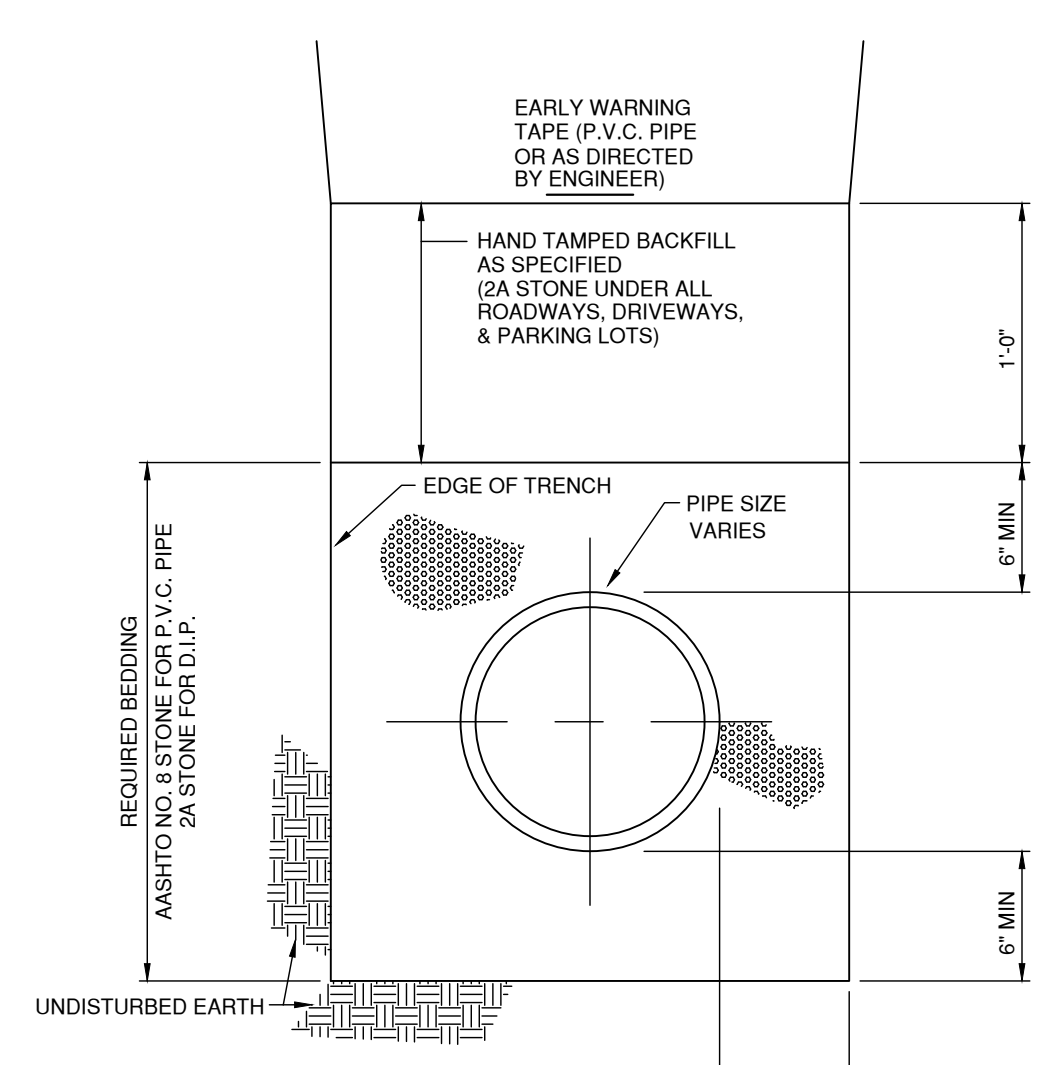 EARLY WARNING
TAPE (P.V.C. PIPE
OR AS DIRECTED
BY ENGINEER)
HAND TAMPED BACKFILL
AS SPECIFIED
(2A STONE UNDER ALL
ROADWAYS, DRIVEWAYS,
& PARKING LOTS)
1'-0"
EDGE OF TRENCH
PIPE SIZE
VARIES
6" MIN
REQUIRED BEDDING
AASHTO NO. 8 STONE FOR P.V.C. PIPE
2A STONE FOR D.I.P.
6" MIN
UNDISTURBED EARTH